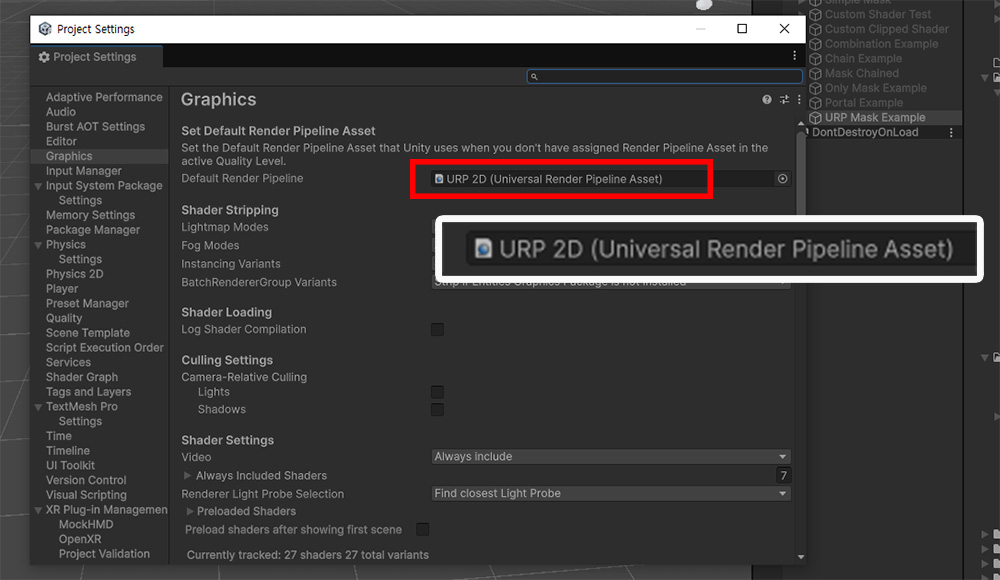 Project Settings
Project Settings
Adaptive Performance
Audio
Burst AOT Settings
Editor
Graphics
Input Manager
Input System Package
Settings
Memory Settings
Package Manager
Physics
Settings
Physics 2D
Player
Preset Manager
Quality
Scene Template
Script Execution Order
Services
Shader Graph
Tags and Layers
TextMesh Pro
Settings
Time
Timeline
UI Toolkit
Version Control
Visual Scripting
XR Plug-in Managemen
MockHMD
OpenXR
Project Validation
Graphics
Set Default Render Pipeline Asset
Set the Default Render Pipeline Asset that Unity uses when you don't have assigned Render Pipeline Asset in the
active Quality Level.
Default Render Pipeline
URP 2D (Universal Render Pipeline Asset)
Shader Stripping
Lightmap Modes
Fog Modes
URP 2D (Universal Render Pipeline Asset)
Instancing Variants
BatchRendererGroup Variants
Strip if Entities Graphics Package is not installed
Shader Loading
Log Shader Compilation
Culling Settings
Camera-Relative Culling
Lights
Shadows
Shader Settings
Video
Always include
Always Included Shaders
7
Renderer Light Probe Selection
Find closest Light Probe
Preloaded Shaders
Preload shaders after showing first scene
Currently tracked: 27 shaders 27 total variants
Simple Mask
Custom Shader Test
Custom Clipped Shader
Combination Example
Chain Example
Mask Chained
Only Mask Example
Portal Example
URP Mask Example
DontDestroyOnLoad